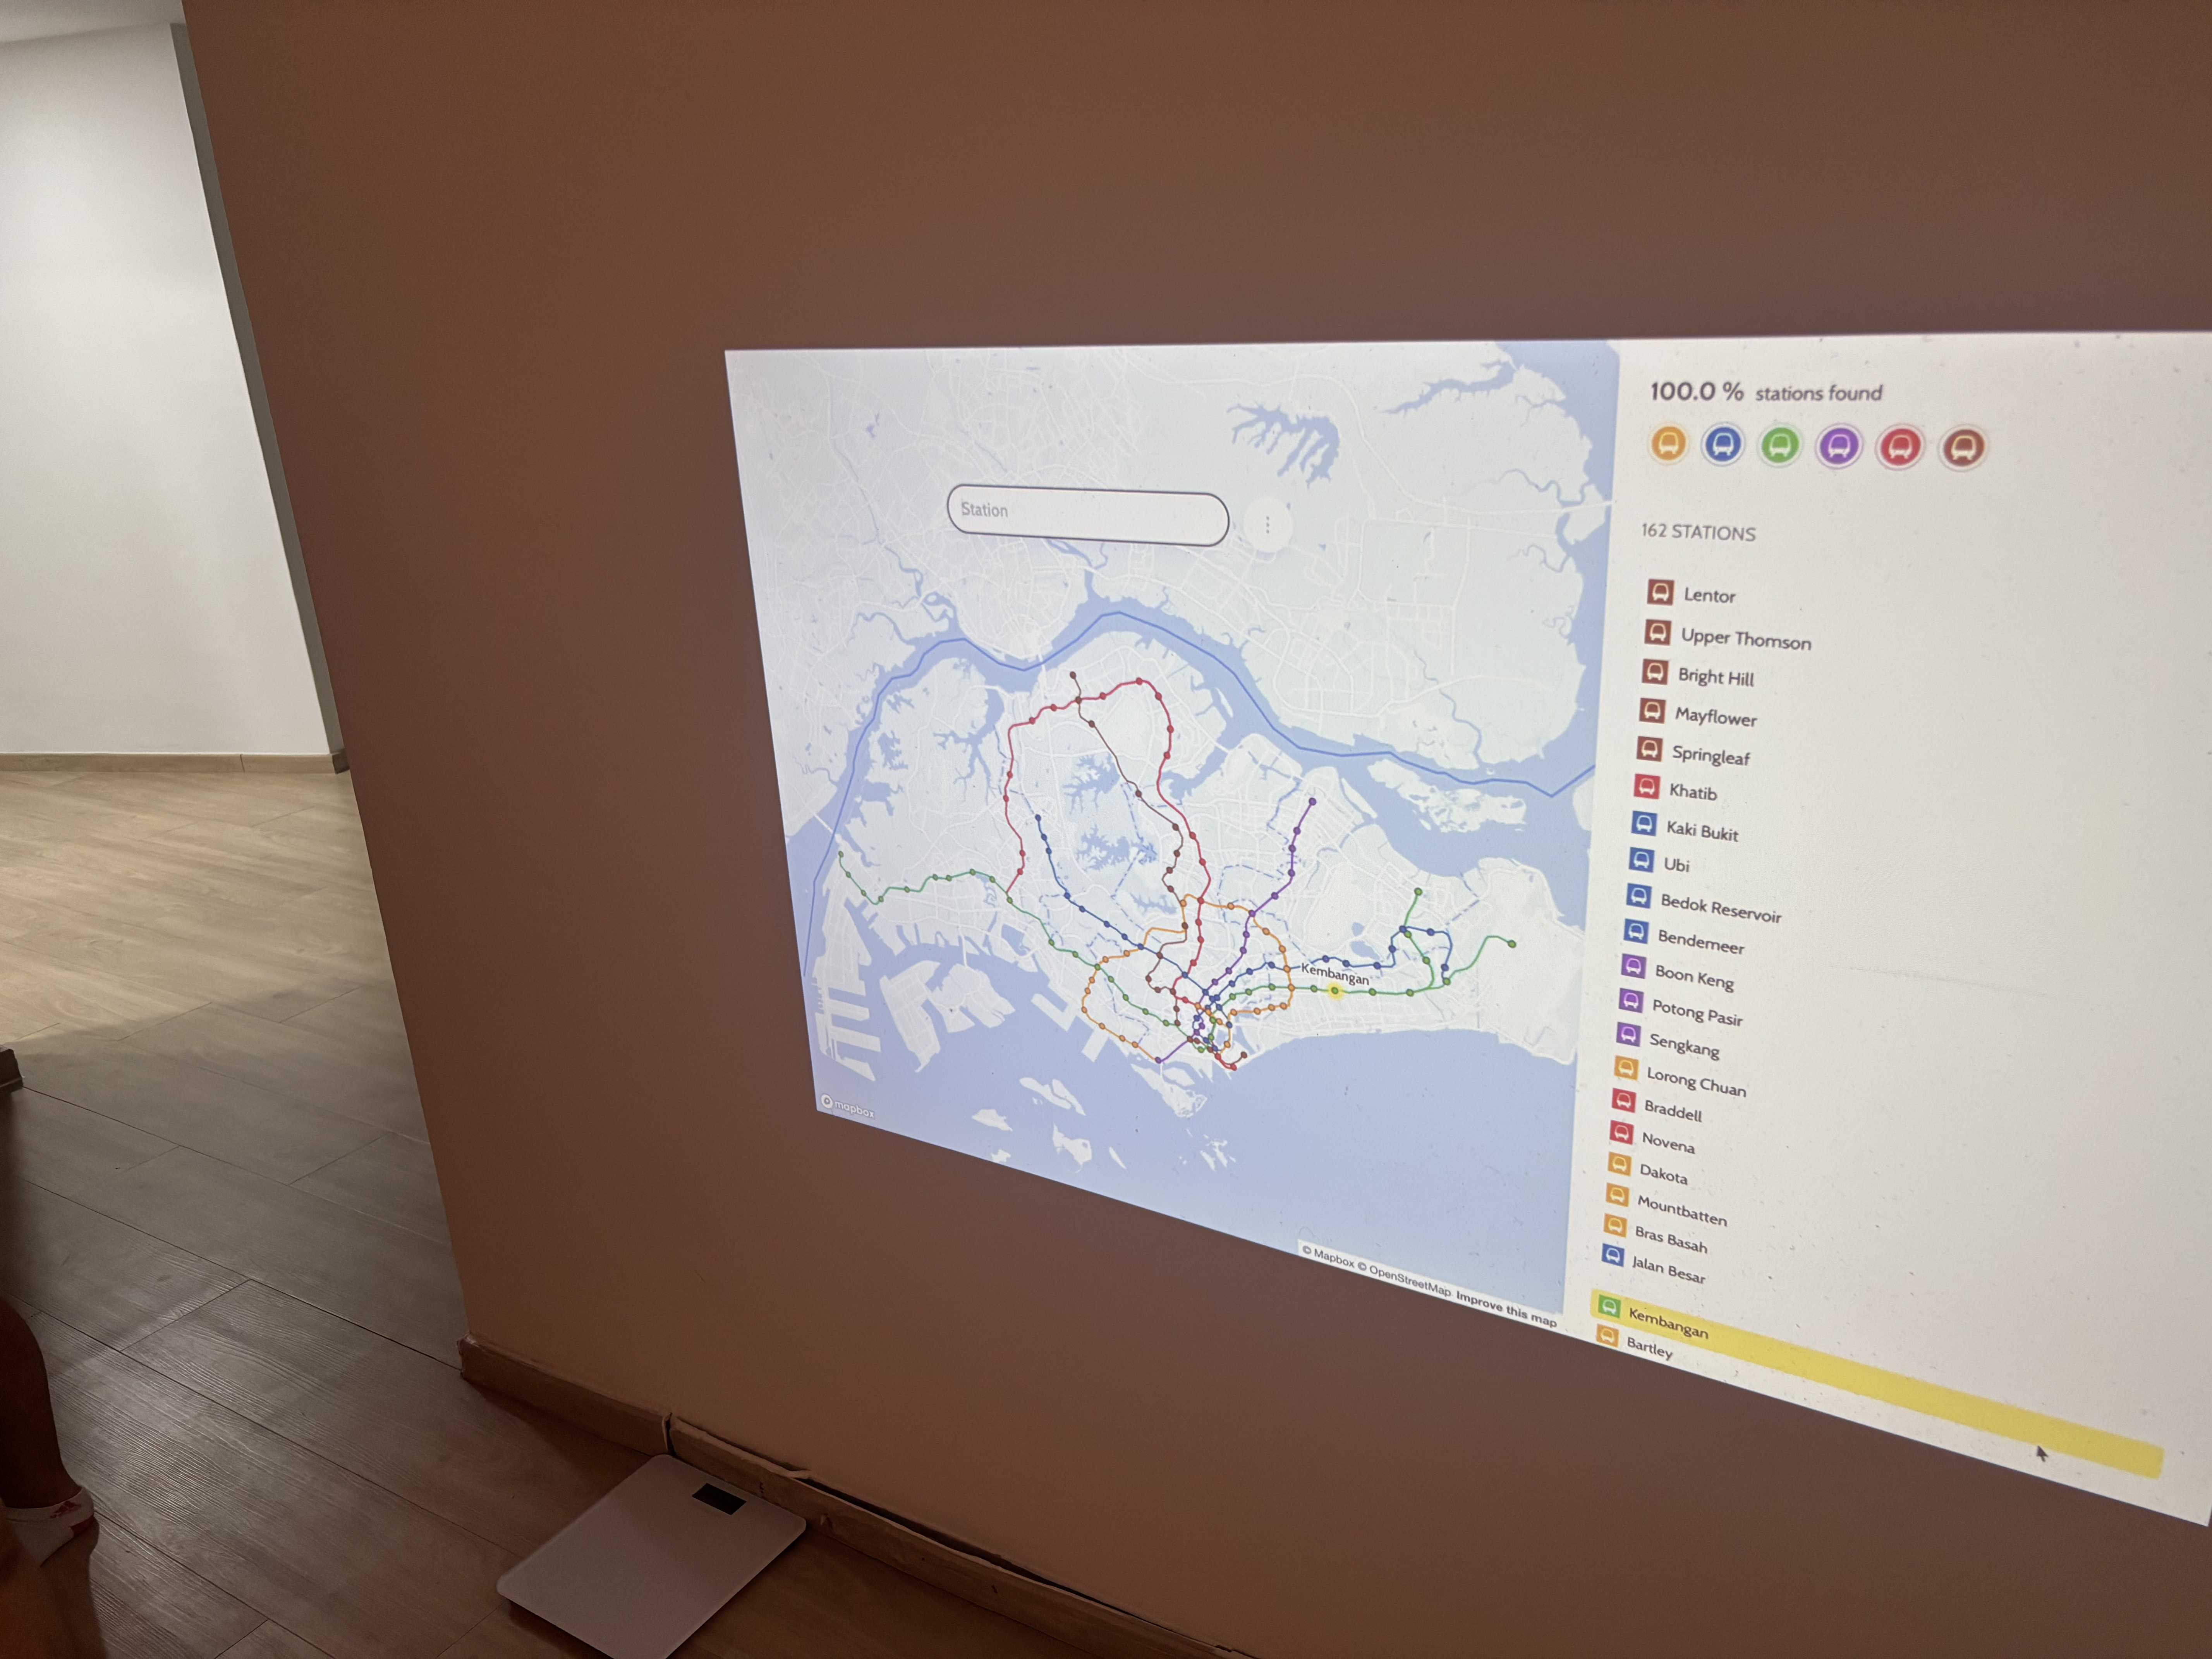 Station
Kembangan
mapbox
© Mapbox © OpenStreetMap Improve this map
100.0 % stations found
162 STATIONS
Lentor
Upper Thomson
Bright Hill
Mayflower
Springleaf
Khatib
Kaki Bukit
Ubi
Bedok Reservoir
Bendemeer
Boon Keng
Potong Pasir
Sengkang
Lorong Chuan
Braddell
Novena
Dakota
Mountbatten
Bras Basah
Jalan Besar
Kembangan
Bartley